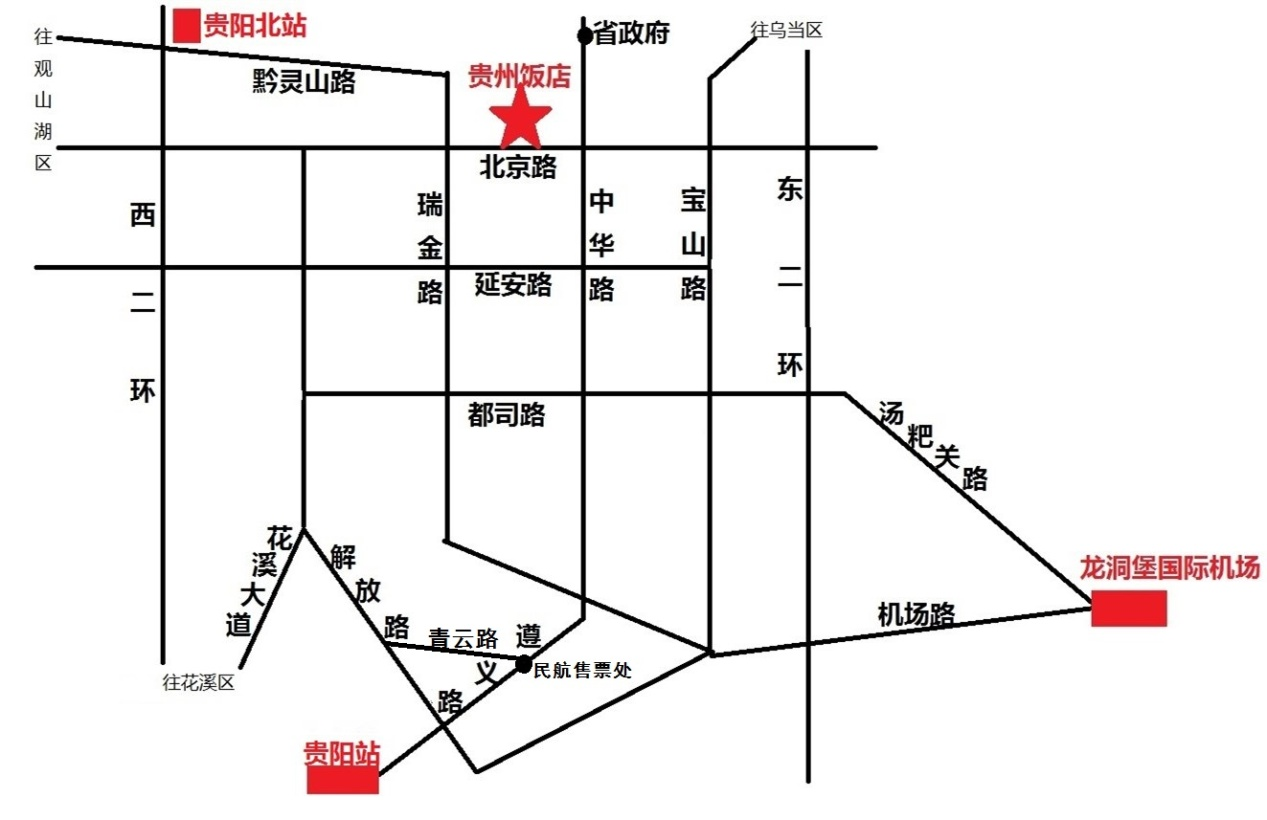 贵阳北站
往观山湖区
省政府
往乌当区
黔灵山路
贵州饭店
北京路
西二环
瑞金路
中华路
宝山路
东二环
延安路
都司路
汤粑关路
花溪大道
解放路
青云路
遵义路
民航售票处
机场路
龙洞堡国际机场
往花溪区
贵阳站